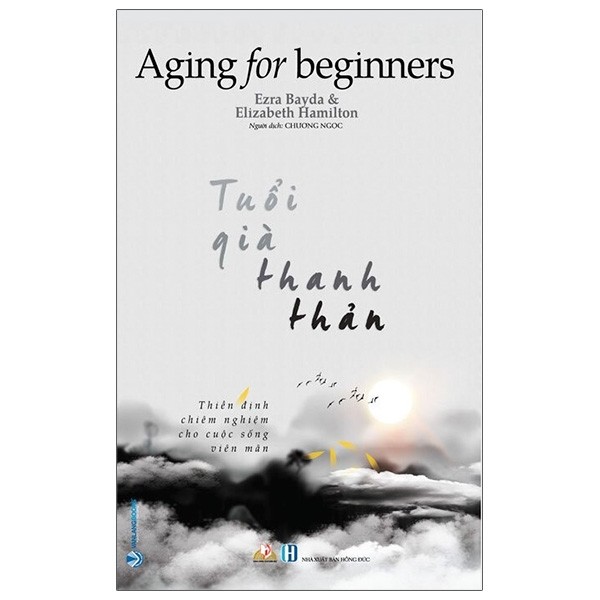 Aging for beginners
Ezra Bayda &
Elizabeth Hamilton
Người dịch: CHƯƠNG NGỌC
Tuổi
già
thanh
thản
Thiền định
chiêm nghiệm
cho cuộc sống
viên mãn
VANLANGBOOKS
H
NHÀ XUẤT BẢN HỒNG ĐỨC